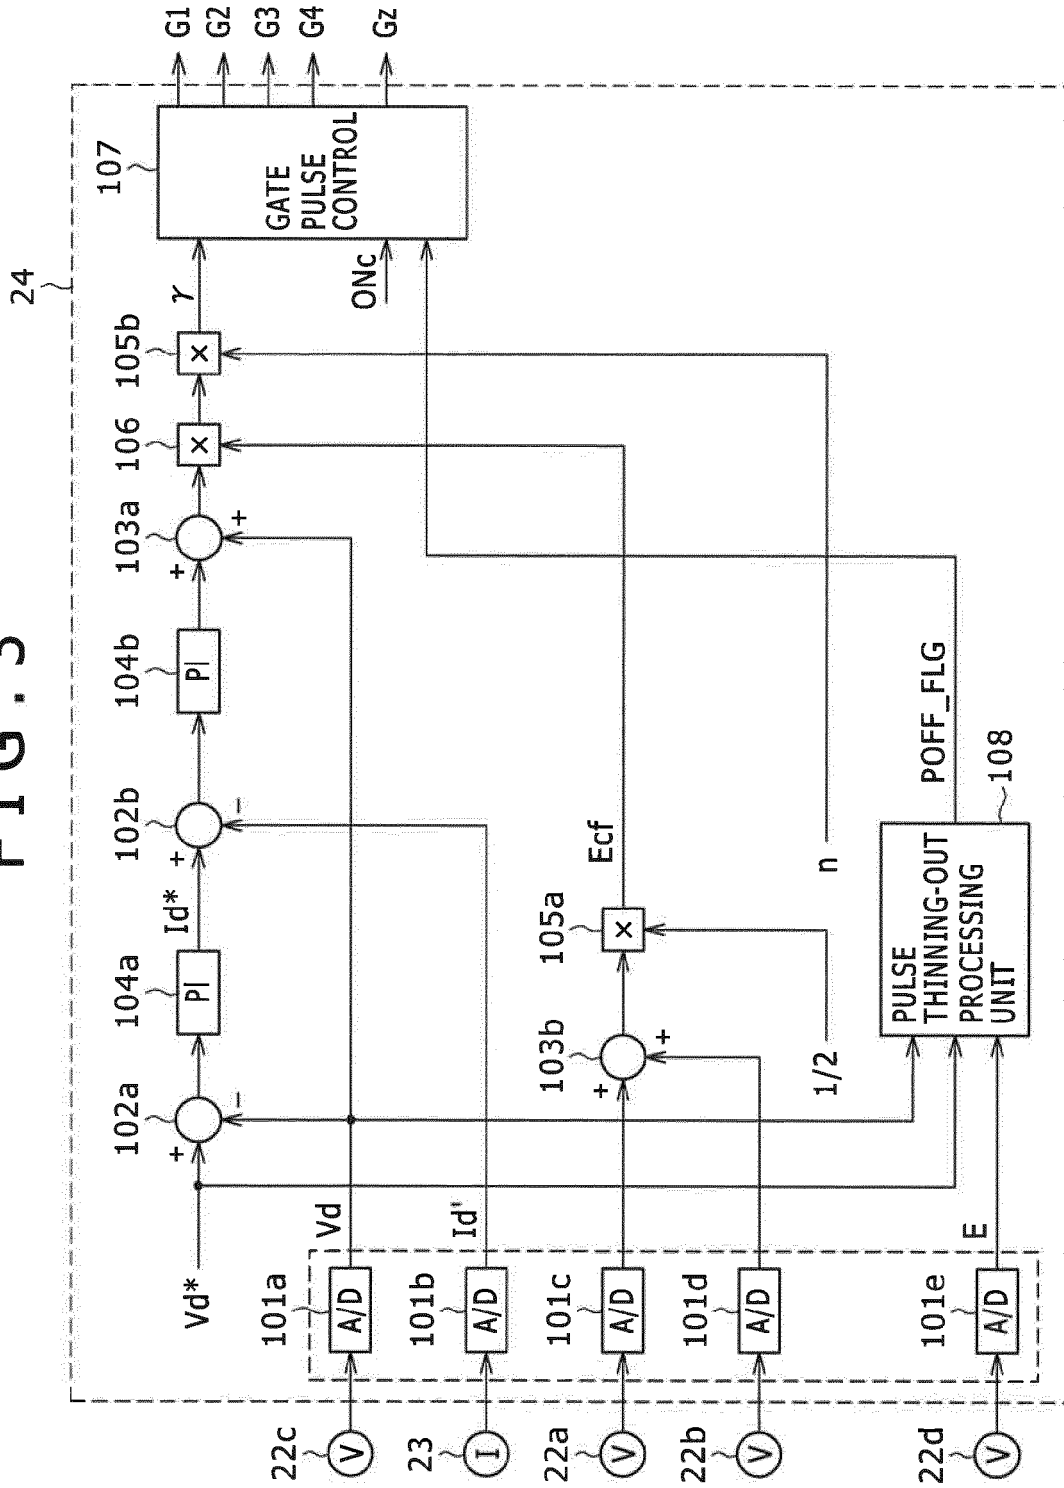 24
Vd*
+
102a
−
104a
PI
Id*
+
102b
−
104b
PI
+
103a
+
106
×
105b
×
γ
107
GATE
PULSE
CONTROL
G1
G2
G3
G4
Gz
ONc
22c
V
101a
A/D
Vd
23
I
101b
A/D
Id'
22a
V
101c
A/D
+
103b
+
105a
×
Ecf
22b
V
101d
A/D
1/2
n
22d
V
101e
A/D
E
PULSE
THINNING-OUT
PROCESSING
UNIT
108
POFF_FLG